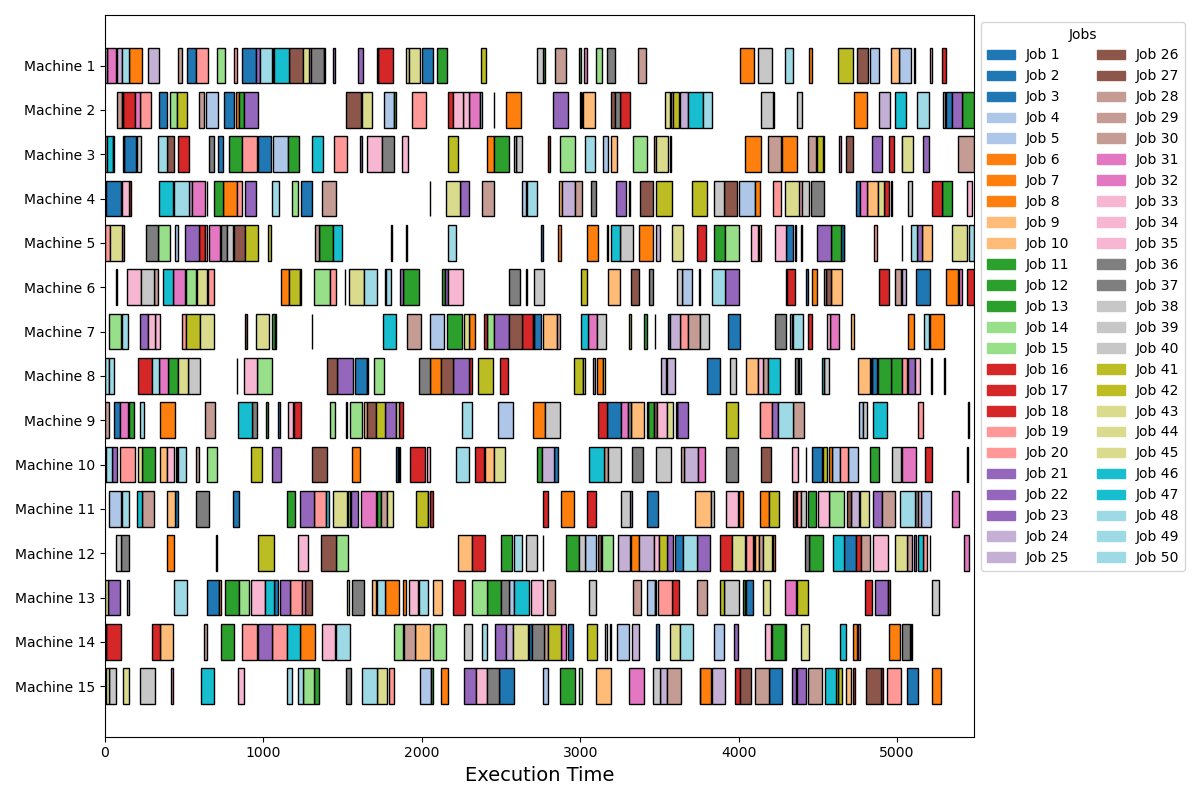 Machine 1
Machine 2
Machine 3
Machine 4
Machine 5
Machine 6
Machine 7
Machine 8
Machine 9
Machine 10
Machine 11
Machine 12
Machine 13
Machine 14
Machine 15
0 1000 2000 3000 4000 5000
Execution Time
Jobs
Job 1
Job 2
Job 3
Job 4
Job 5
Job 6
Job 7
Job 8
Job 9
Job 10
Job 11
Job 12
Job 13
Job 14
Job 15
Job 16
Job 17
Job 18
Job 19
Job 20
Job 21
Job 22
Job 23
Job 24
Job 25
Job 26
Job 27
Job 28
Job 29
Job 30
Job 31
Job 32
Job 33
Job 34
Job 35
Job 36
Job 37
Job 38
Job 39
Job 40
Job 41
Job 42
Job 43
Job 44
Job 45
Job 46
Job 47
Job 48
Job 49
Job 50